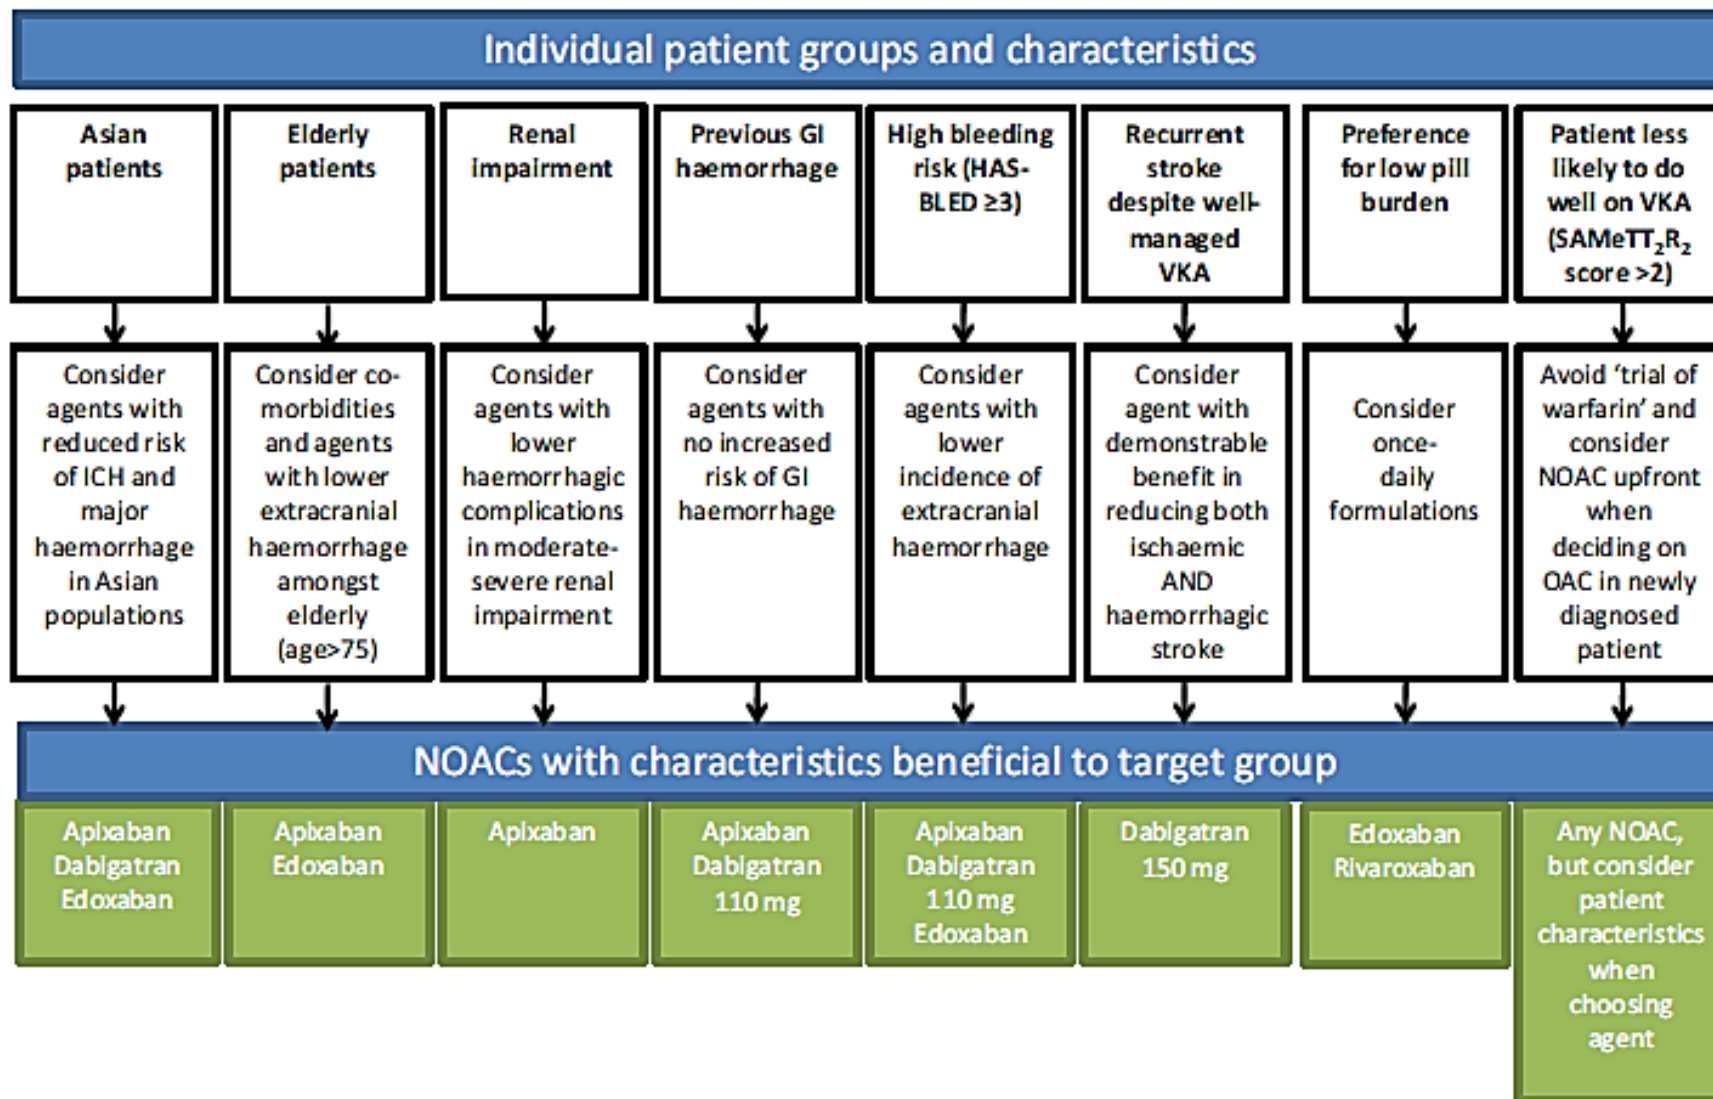 Individual patient groups and characteristics
Asian
patients
Elderly
patients
Renal
impairment
Previous GI
haemorrhage
High bleeding
risk (HAS-
BLED ≥3)
Recurrent
stroke
despite well-
managed
VKA
Preference
for low pill
burden
Patient less
likely to do
well on VKA
(SAMeTT₂R₂
score >2)
Consider
agents with
reduced risk
of ICH and
major
haemorrhage
in Asian
populations
Consider co-
morbidities
and agents
with lower
extracranial
haemorrhage
amongst
elderly
(age>75)
Consider
agents with
lower
haemorrhagic
complications
in moderate-
severe renal
impairment
Consider
agents with
no increased
risk of GI
haemorrhage
Consider
agents with
lower
incidence of
extracranial
haemorrhage
Consider
agent with
demonstrable
benefit in
reducing both
ischaemic
AND
haemorrhagic
stroke
Consider
once-
daily
formulations
Avoid ‘trial of
warfarin’ and
consider
NOAC upfront
when
deciding on
OAC in newly
diagnosed
patient
NOACs with characteristics beneficial to target group
Apixaban
Dabigatran
Edoxaban
Apixaban
Edoxaban
Apixaban
Apixaban
Dabigatran
110 mg
Apixaban
Dabigatran
110 mg
Edoxaban
Dabigatran
150 mg
Edoxaban
Rivaroxaban
Any NOAC,
but consider
patient
characteristics
when
choosing
agent